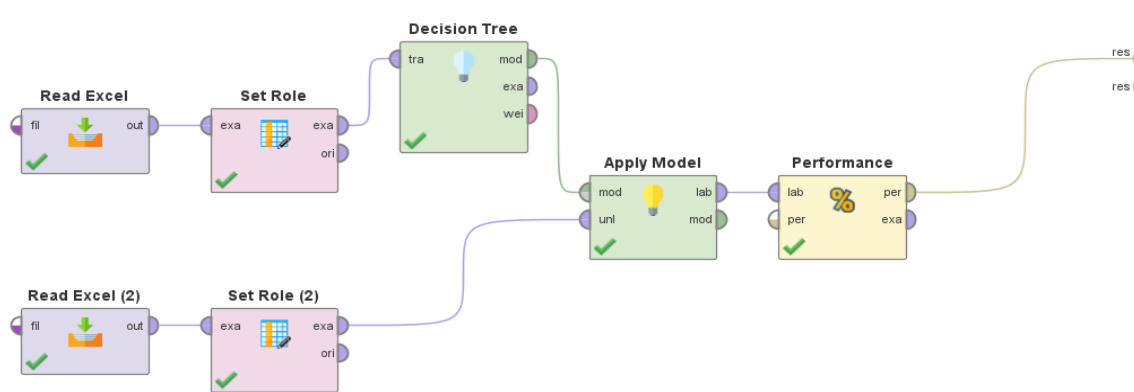 Decision Tree
tra
mod
exa
wei
Read Excel
fil
out
Set Role
exa
exa
ori
Apply Model
mod
lab
unl
mod
Performance
%
lab
per
per
exa
res
res
Read Excel (2)
fil
out
Set Role (2)
exa
exa
ori